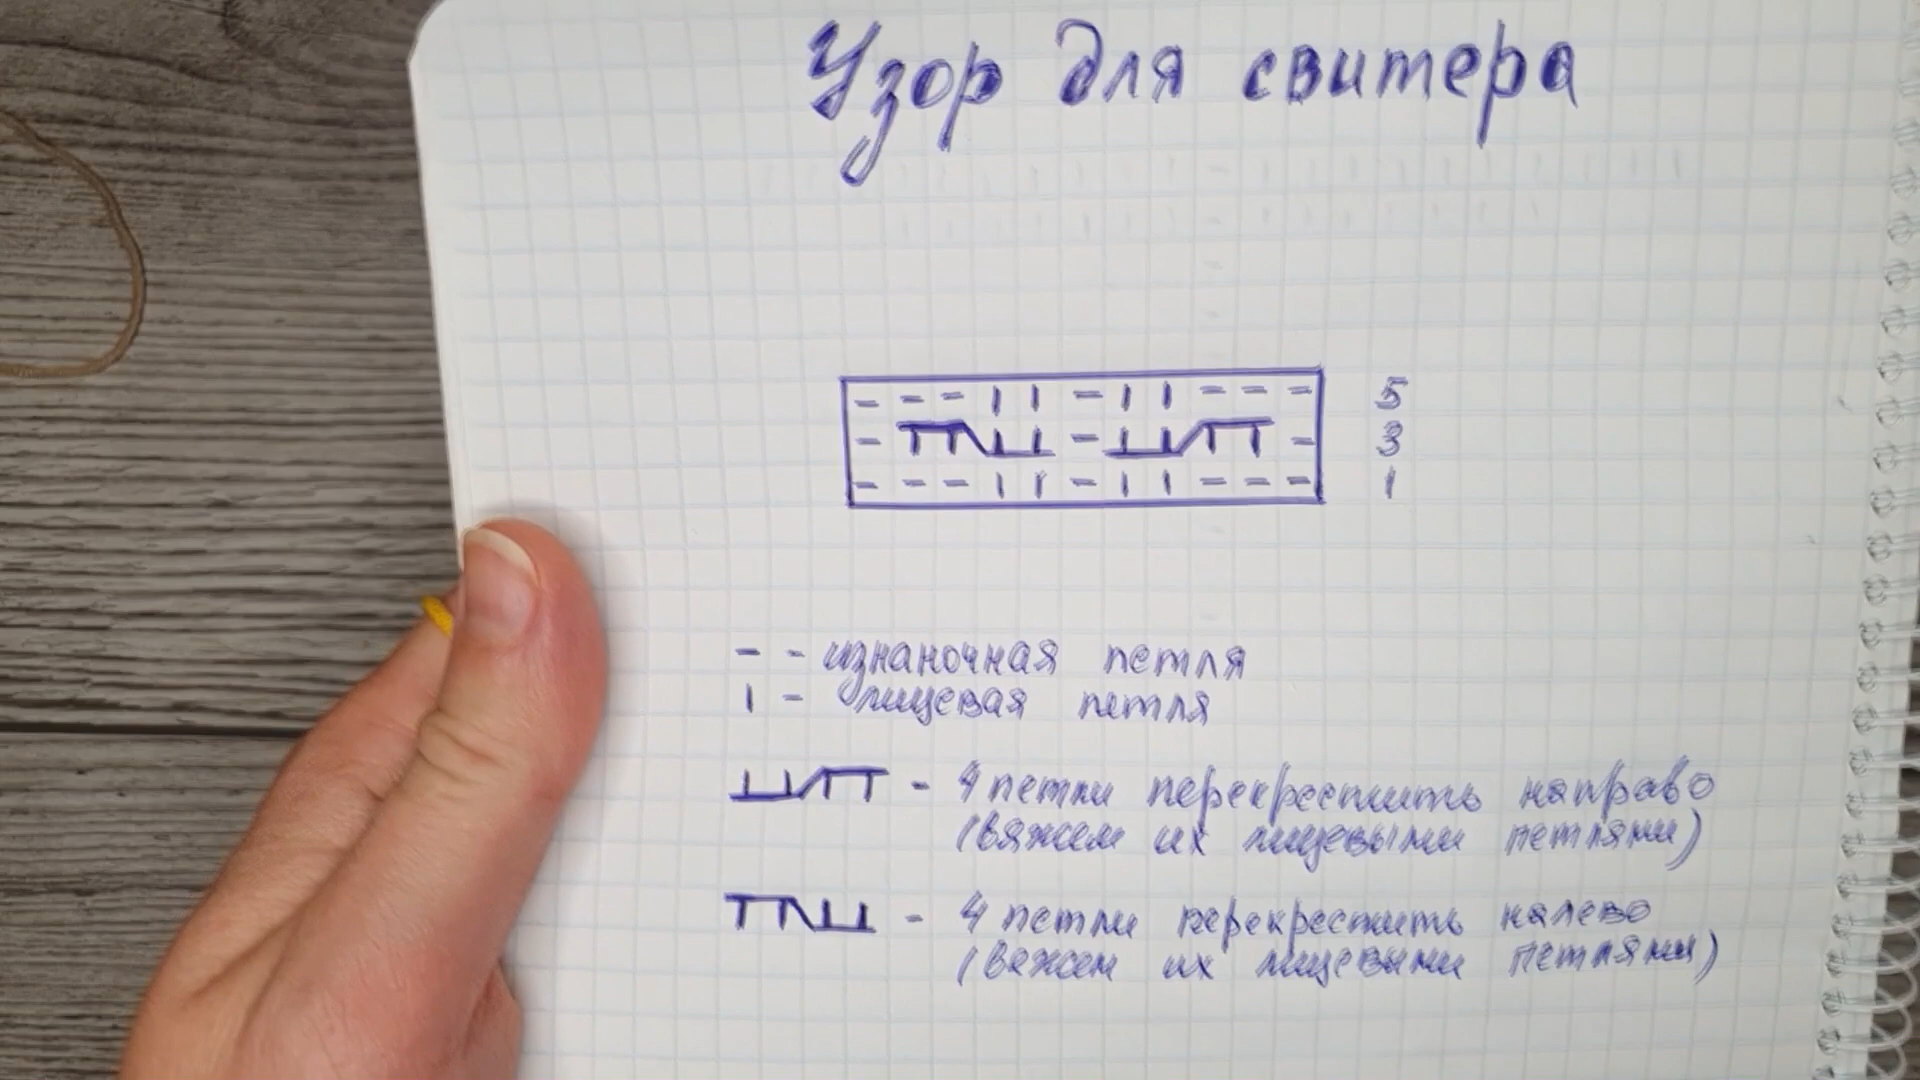 Узор для свитера
- - - I I - I I - - - 5
- - - 3
- - - I I - I I - - - 1
- - изнаночная петля
I - лицевая петля
- 4 петли перекрестить направо
(вяжем их лицевыми петлями)
- 4 петли перекрестить налево
(вяжем их лицевыми петлями)